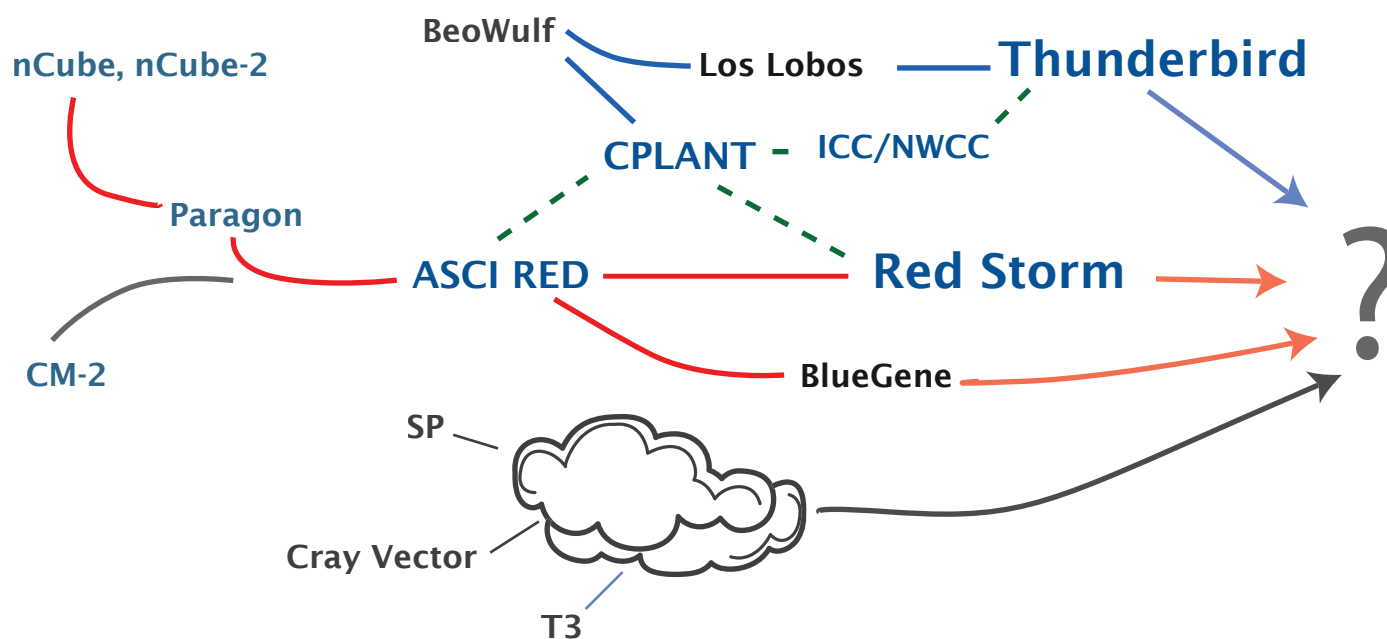 BeoWulf
nCube, nCube-2
Los Lobos
Thunderbird
CPLANT
ICC/NWCC
Paragon
ASCI RED
Red Storm
?
CM-2
BlueGene
SP
Cray Vector
T3